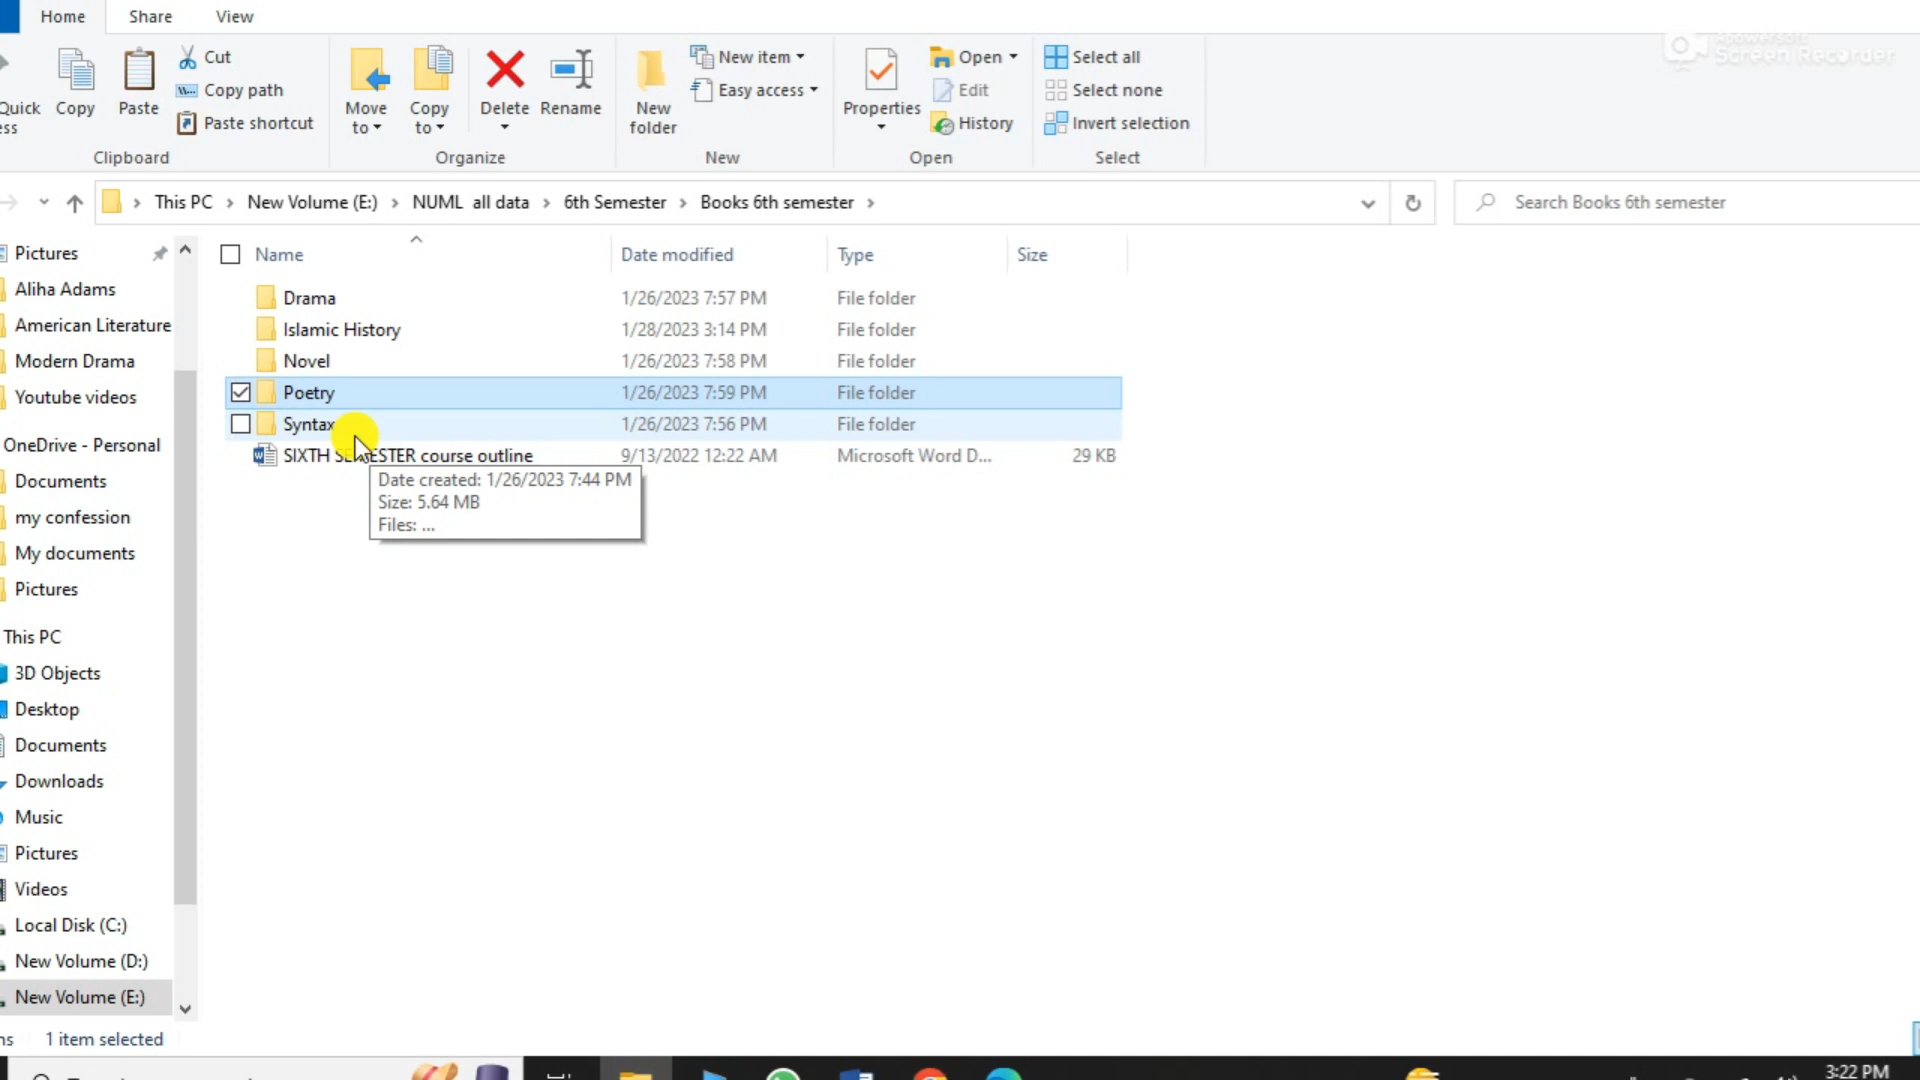 Home Share View
Cut
Copy path
Paste shortcut
Quick
ess
Copy
Paste
Clipboard
Move to
Copy to
Delete
Rename
Organize
New folder
New item
Easy access
New
Properties
Open
Edit
History
Open
Select all
Select none
Invert selection
Select
Screen Recorder
This PC > New Volume (E:) > NUML all data > 6th Semester > Books 6th semester >
Search Books 6th semester
Name Date modified Type Size
Drama 1/26/2023 7:57 PM File folder
Islamic History 1/28/2023 3:14 PM File folder
Novel 1/26/2023 7:58 PM File folder
Poetry 1/26/2023 7:59 PM File folder
Syntax 1/26/2023 7:56 PM File folder
SIXTH SEMESTER course outline 9/13/2022 12:22 AM Microsoft Word D... 29 KB
Date created: 1/26/2023 7:44 PM
Size: 5.64 MB
Files: ...
Pictures
Aliha Adams
American Literature
Modern Drama
Youtube videos
OneDrive - Personal
Documents
my confession
My documents
Pictures
This PC
3D Objects
Desktop
Documents
Downloads
Music
Pictures
Videos
Local Disk (C:)
New Volume (D:)
New Volume (E:)
ns 1 item selected
3:22 PM